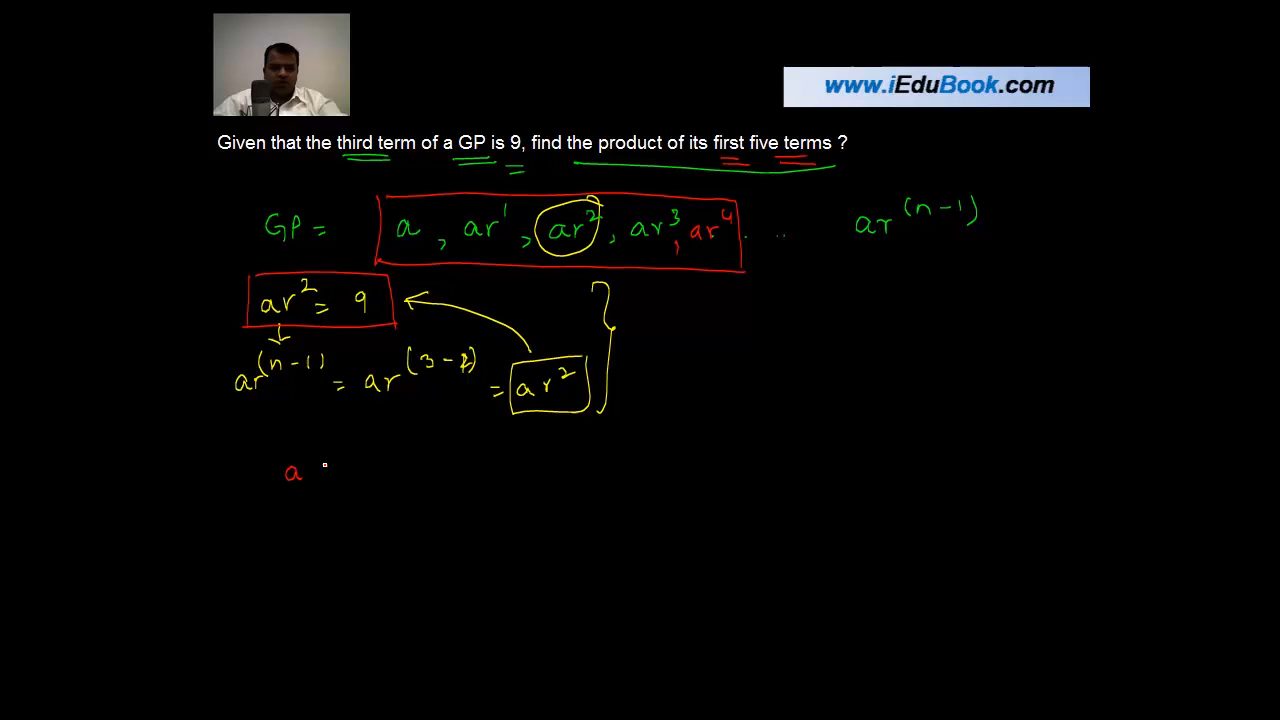 www.iEduBook.com
Given that the third term of a GP is 9, find the product of its first five terms ?
GP = a , ar¹ , ar² , ar³ , ar⁴ . .. ar⁽ⁿ⁻¹⁾
ar² = 9
ar⁽ⁿ⁻¹⁾ = ar⁽³⁻¹⁾ = ar²
a